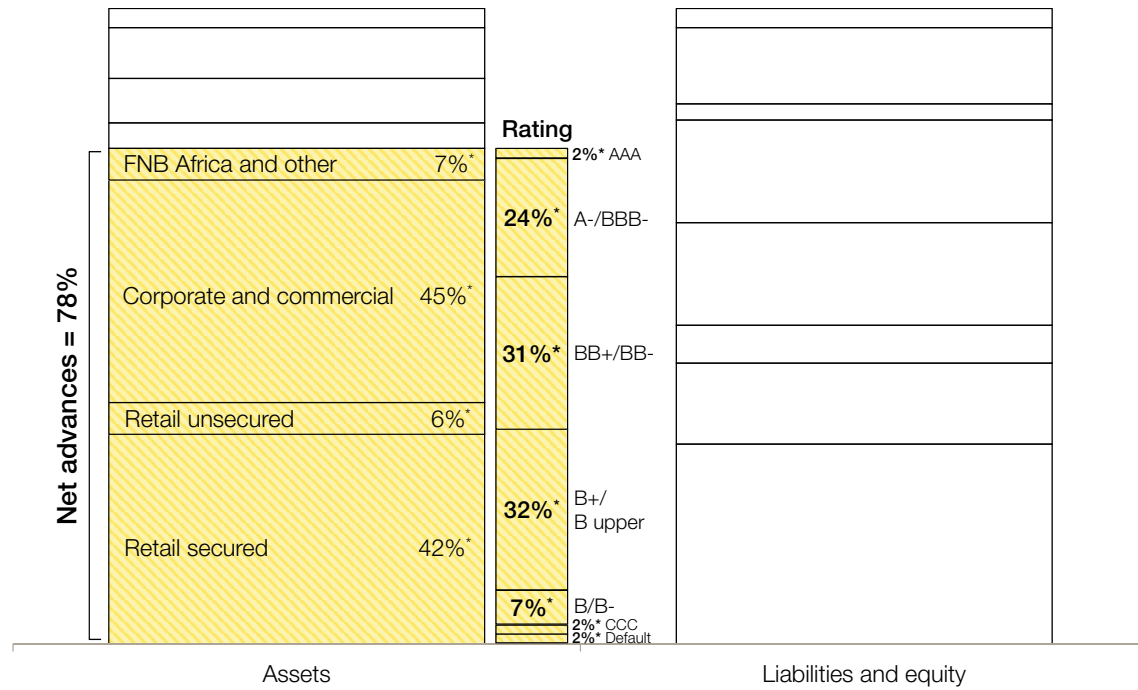 Rating
2%* AAA
FNB Africa and other 7%*
24%* A-/BBB-
Net advances = 78%
Corporate and commercial 45%*
31%* BB+/BB-
Retail unsecured 6%*
32%* B+/
B upper
Retail secured 42%*
7%* B/B-
2%* CCC
2%* Default
Assets
Liabilities and equity